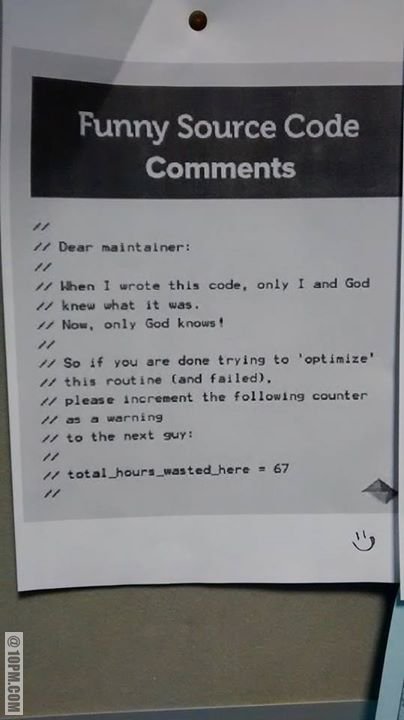 Funny Source Code
Comments
//
// Dear maintainer:
//
// When I wrote this code, only I and God
// knew what it was.
// Now, only God knows!
//
// So if you are done trying to 'optimize'
// this routine (and failed),
// please increment the following counter
// as a warning
// to the next guy:
//
// total_hours_wasted_here = 67
//
@10PM.COM